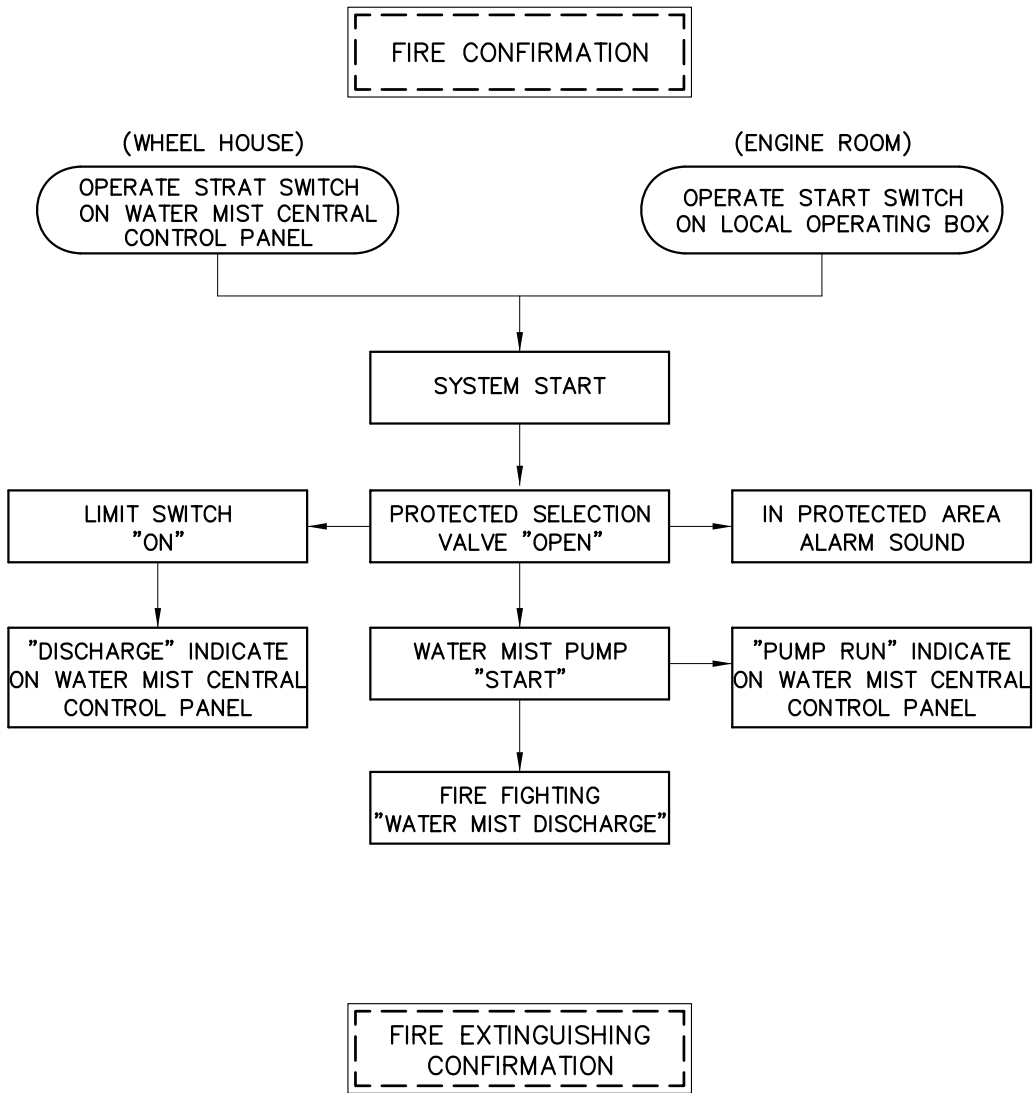 FIRE CONFIRMATION
(WHEEL HOUSE)
OPERATE STRAT SWITCH
ON WATER MIST CENTRAL
CONTROL PANEL
(ENGINE ROOM)
OPERATE START SWITCH
ON LOCAL OPERATING BOX
SYSTEM START
LIMIT SWITCH
"ON"
PROTECTED SELECTION
VALVE "OPEN"
IN PROTECTED AREA
ALARM SOUND
"DISCHARGE" INDICATE
ON WATER MIST CENTRAL
CONTROL PANEL
WATER MIST PUMP
"START"
"PUMP RUN" INDICATE
ON WATER MIST CENTRAL
CONTROL PANEL
FIRE FIGHTING
"WATER MIST DISCHARGE"
FIRE EXTINGUISHING
CONFIRMATION